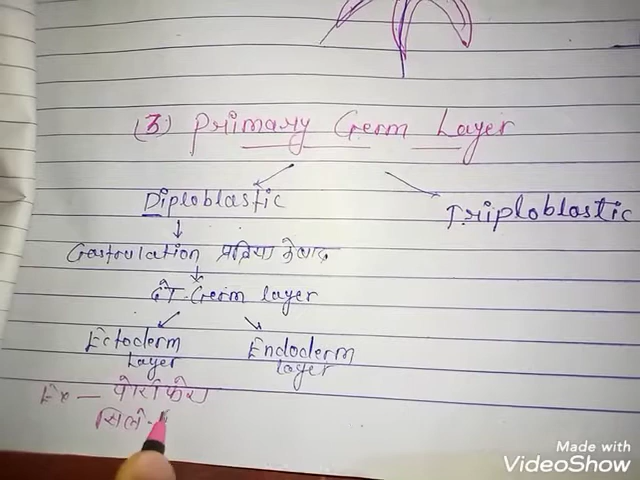 (3.) Primary Germ Layer
Diploblastic
Triploblastic
Gastrulation प्रक्रिया के बाद
दो Germ layer
Ectoderm
Layer
Endoderm
layer
Ex – पोरीफेरा
सिले
Made with
VideoShow